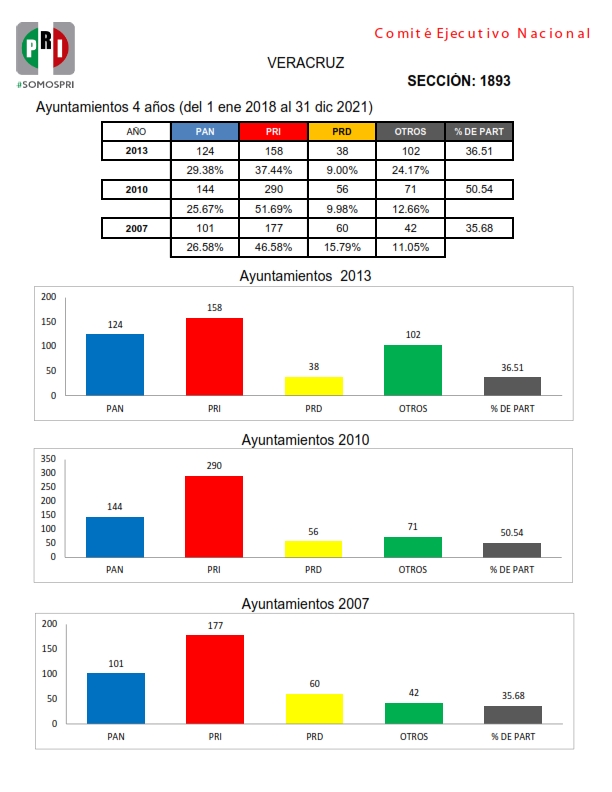 Comité Ejecutivo Nacional
PRI
#SOMOSPRI
VERACRUZ
SECCIÓN: 1893
Ayuntamientos 4 años (del 1 ene 2018 al 31 dic 2021)
AÑO PAN PRI PRD OTROS % DE PART
2013 124 158 38 102 36.51
29.38% 37.44% 9.00% 24.17%
2010 144 290 56 71 50.54
25.67% 51.69% 9.98% 12.66%
2007 101 177 60 42 35.68
26.58% 46.58% 15.79% 11.05%
Ayuntamientos 2013
200
150
100
50
0
124 158 38 102 36.51
PAN PRI PRD OTROS % DE PART
Ayuntamientos 2010
350
300
250
200
150
100
50
0
144 290 56 71 50.54
PAN PRI PRD OTROS % DE PART
Ayuntamientos 2007
200
150
100
50
0
101 177 60 42 35.68
PAN PRI PRD OTROS % DE PART